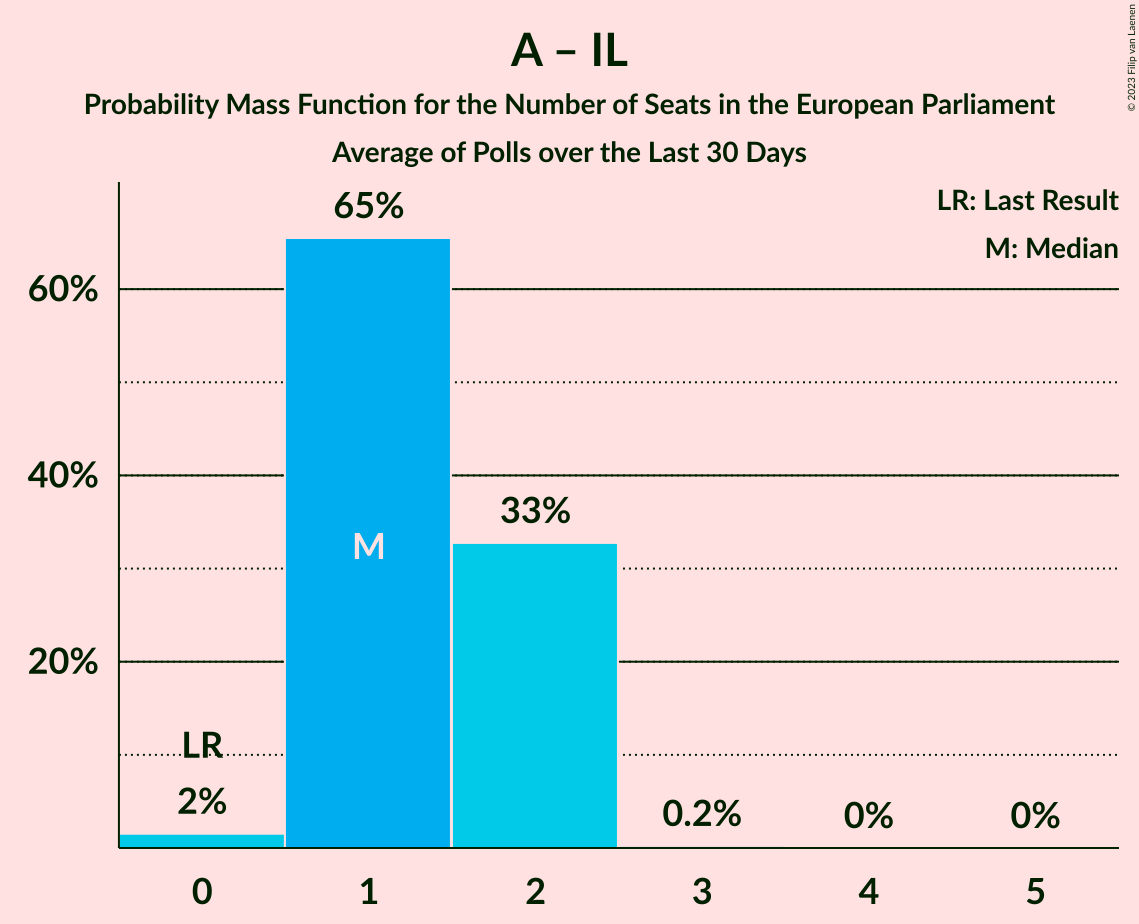 A – IL
Probability Mass Function for the Number of Seats in the European Parliament
Average of Polls over the Last 30 Days
© 2023 Filip van Laenen
LR: Last Result
M: Median
65%
60%
40%
33%
M
20%
LR
2%
0.2%
0%
0%
0
1
2
3
4
5